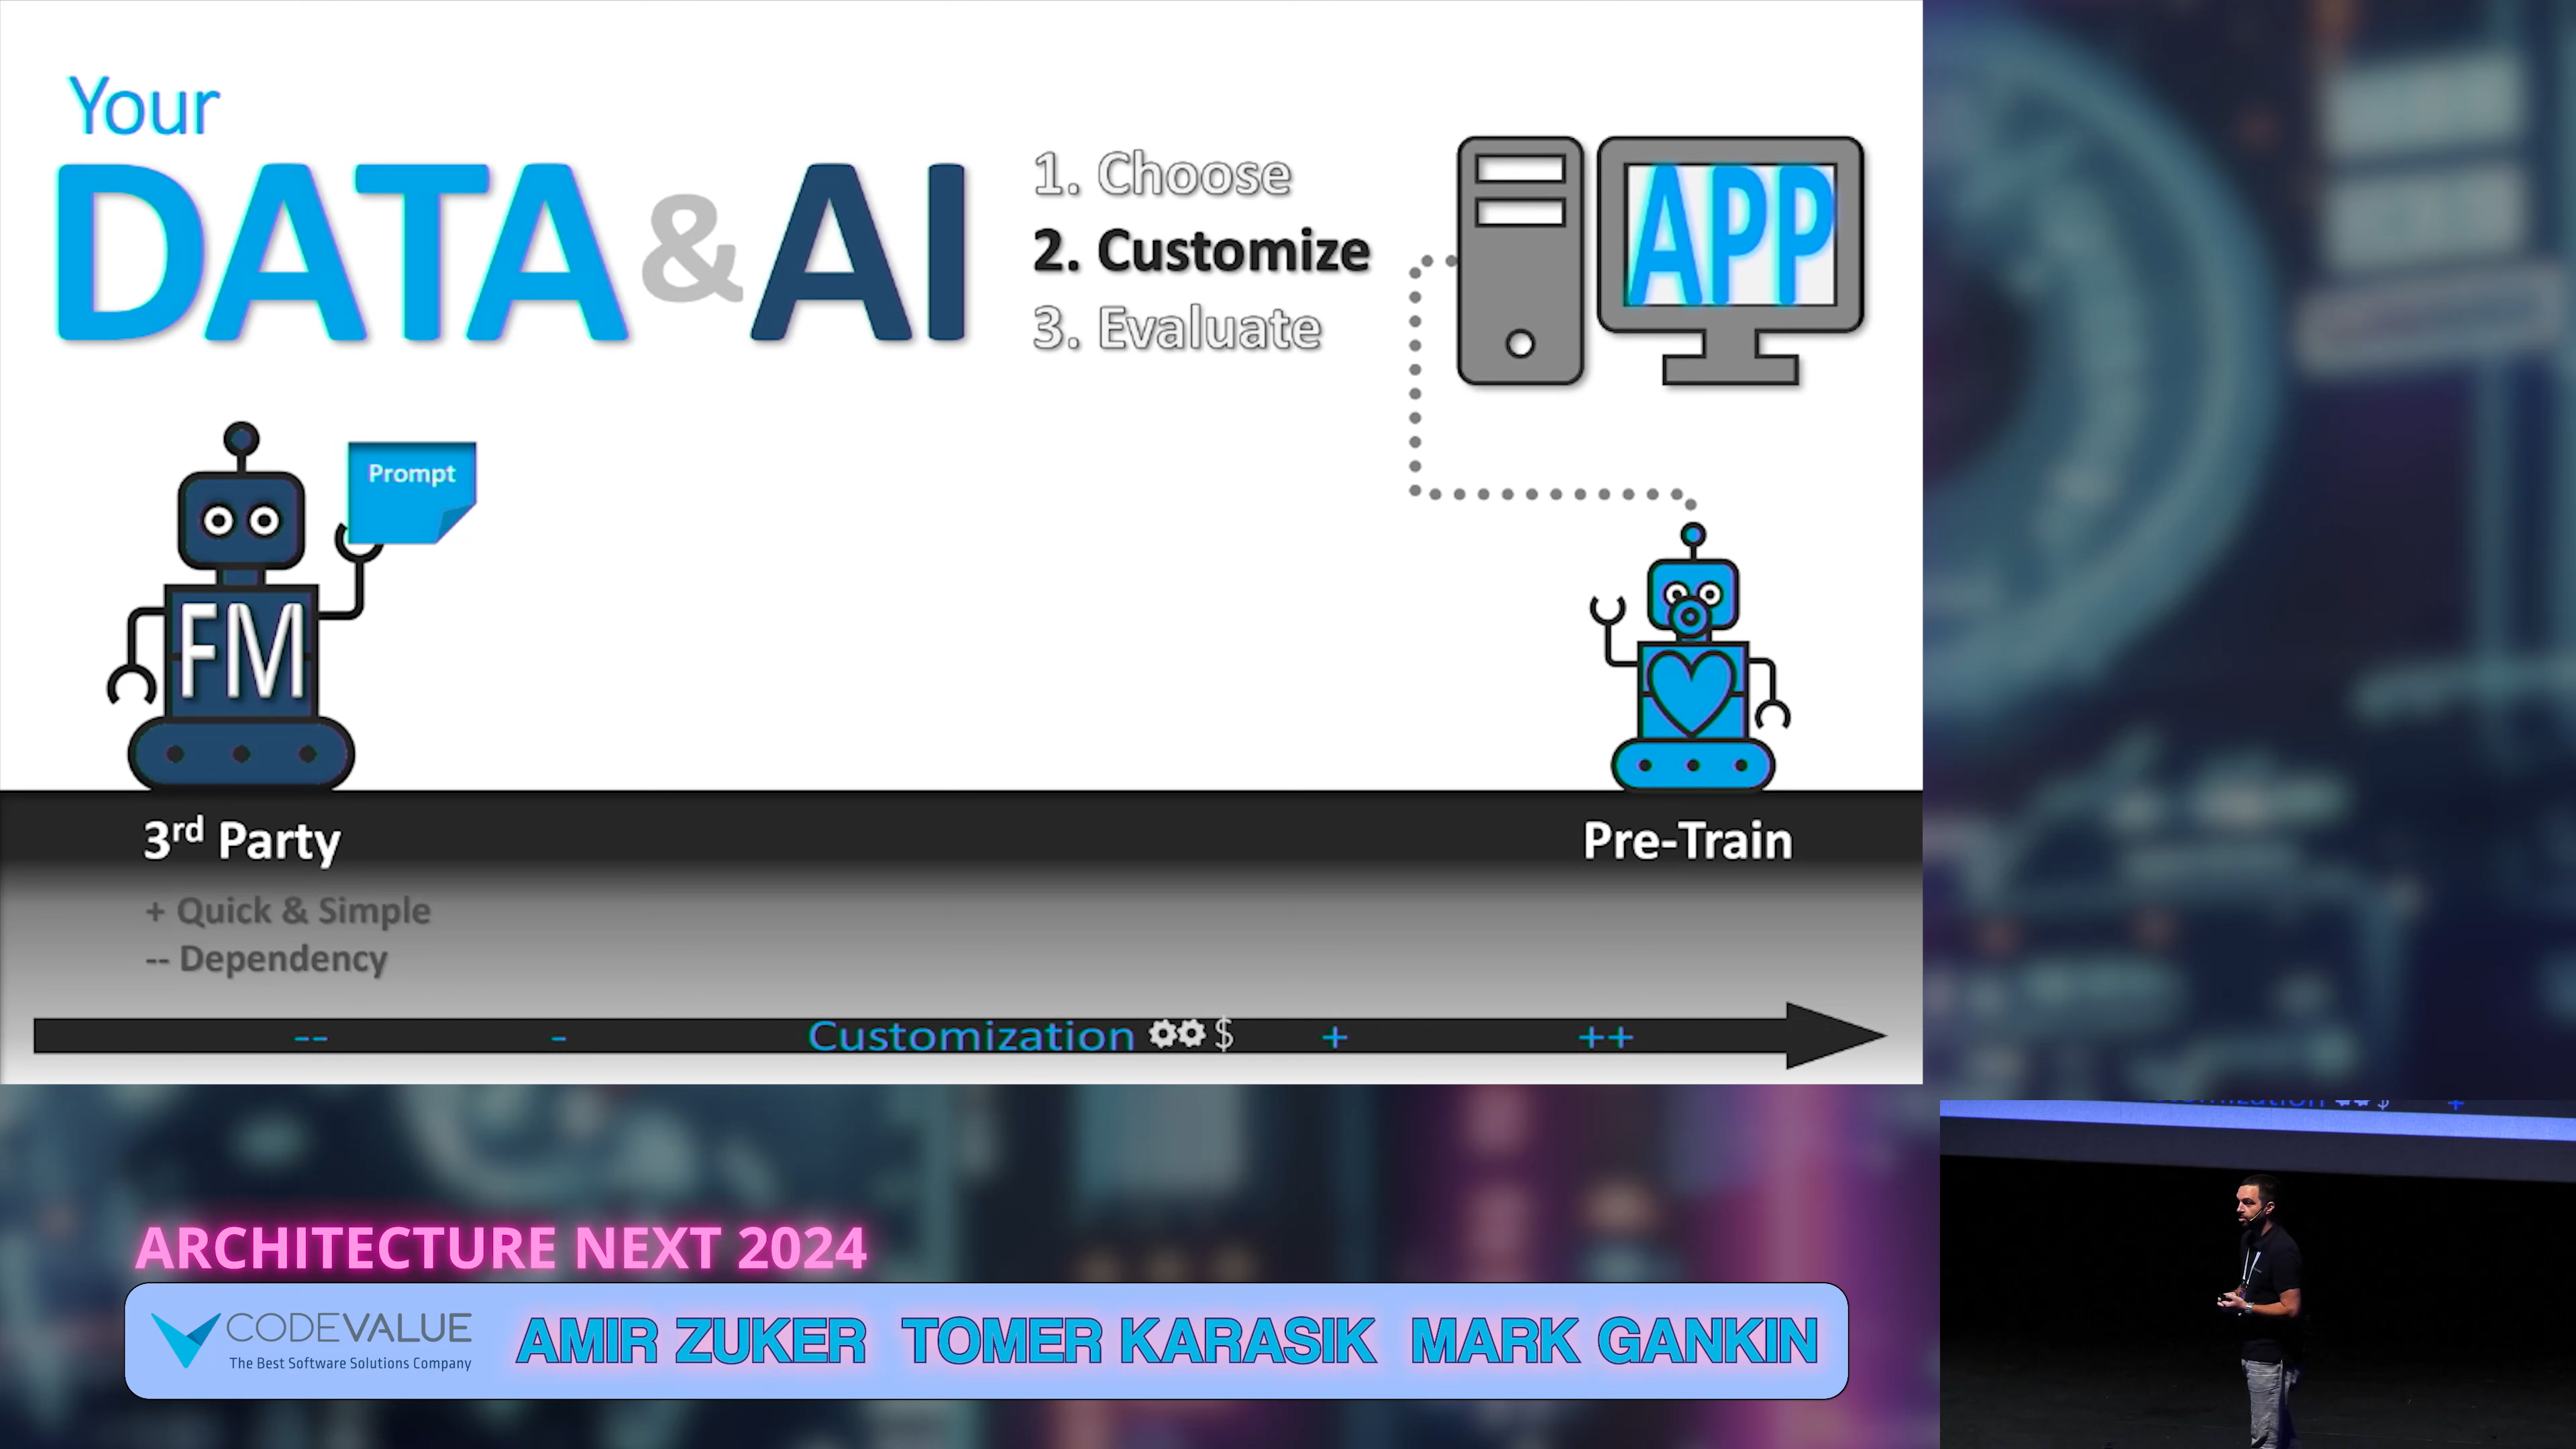 Your
DATA & AI
1. Choose
2. Customize
3. Evaluate
APP
Prompt
FM
3rd Party
Pre-Train
+ Quick & Simple
-- Dependency
-- - Customization $ + ++
ARCHITECTURE NEXT 2024
CODEVALUE
The Best Software Solutions Company
AMIR ZUKER TOMER KARASIK MARK GANKIN